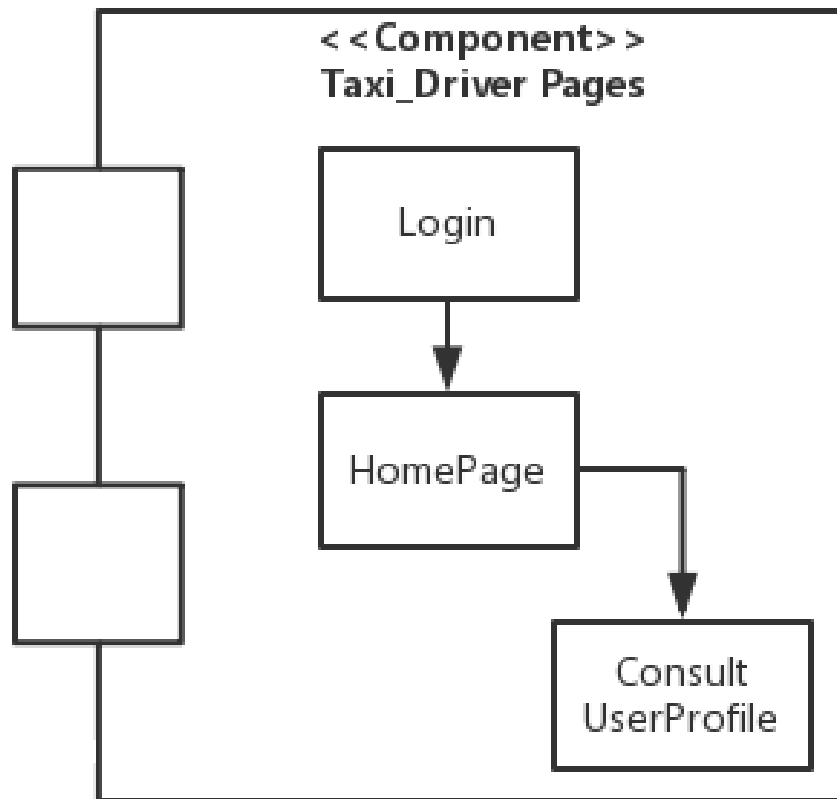 <<Component>>
Taxi_Driver Pages
Login
HomePage
Consult
UserProfile